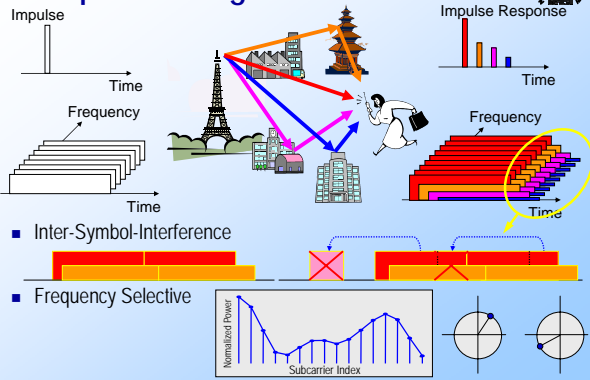 Impulse
Time
Impulse Response
Time
Frequency
Time
Frequency
Time
Inter-Symbol-Interference
Frequency Selective
Normalized Power
Subcarrier Index